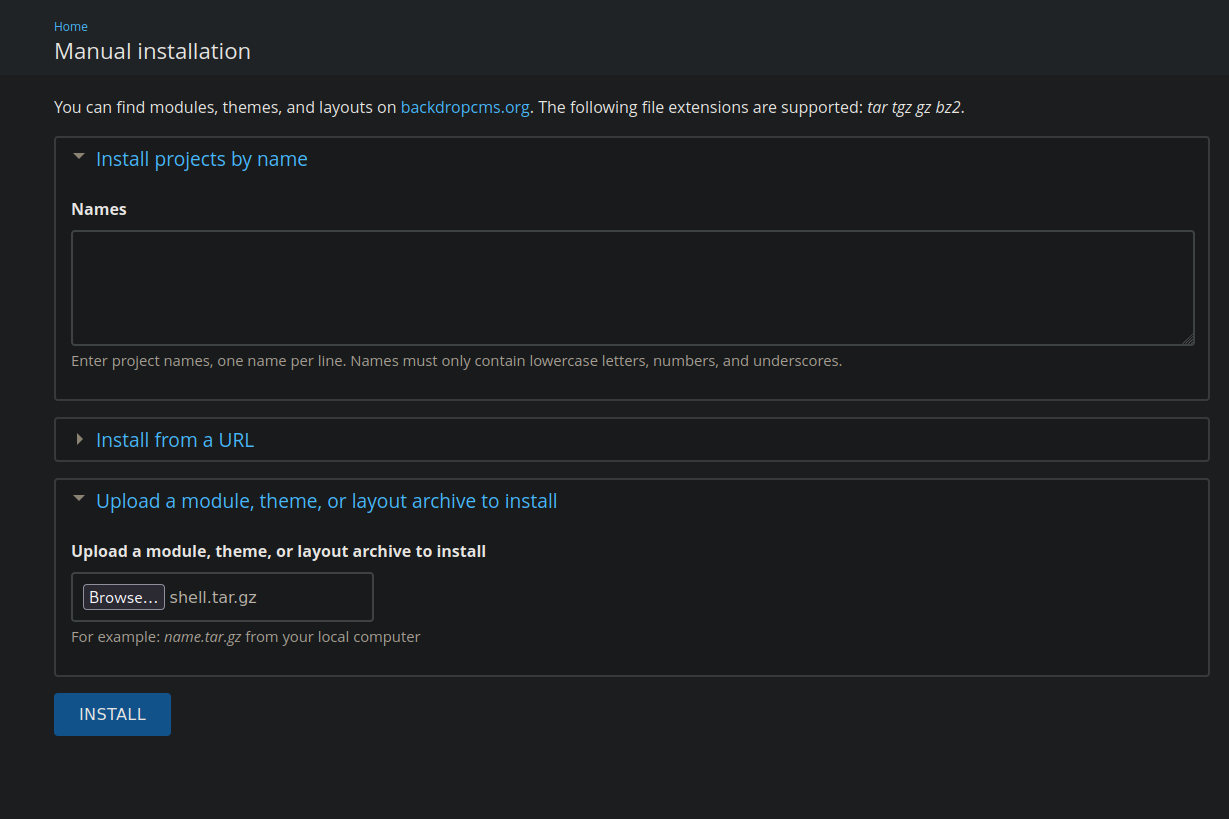 Home
Manual installation
You can find modules, themes, and layouts on backdropcms.org. The following file extensions are supported: tar tgz gz bz2.
Install projects by name
Names
Enter project names, one name per line. Names must only contain lowercase letters, numbers, and underscores.
Install from a URL
Upload a module, theme, or layout archive to install
Upload a module, theme, or layout archive to install
Browse... shell.tar.gz
For example: name.tar.gz from your local computer
INSTALL